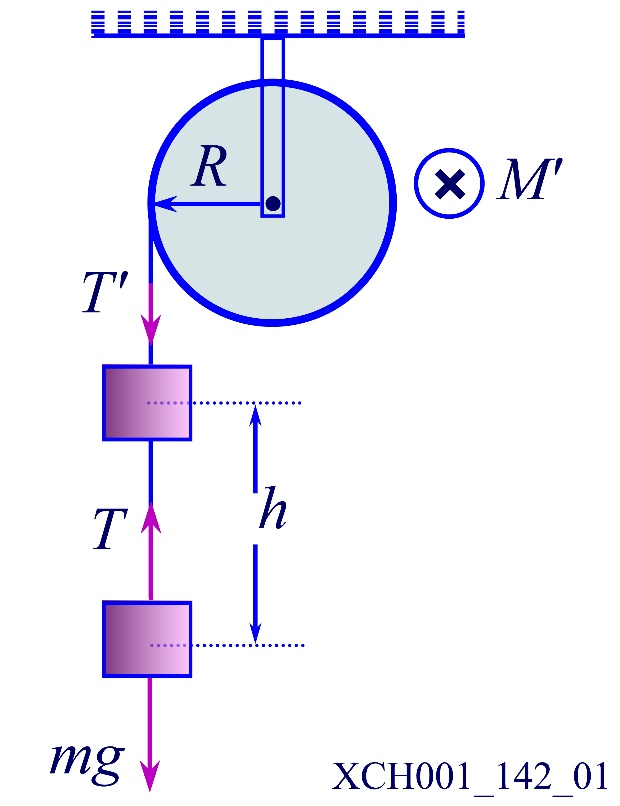 R
M′
T′
h
T
mg
XCH001_142_01